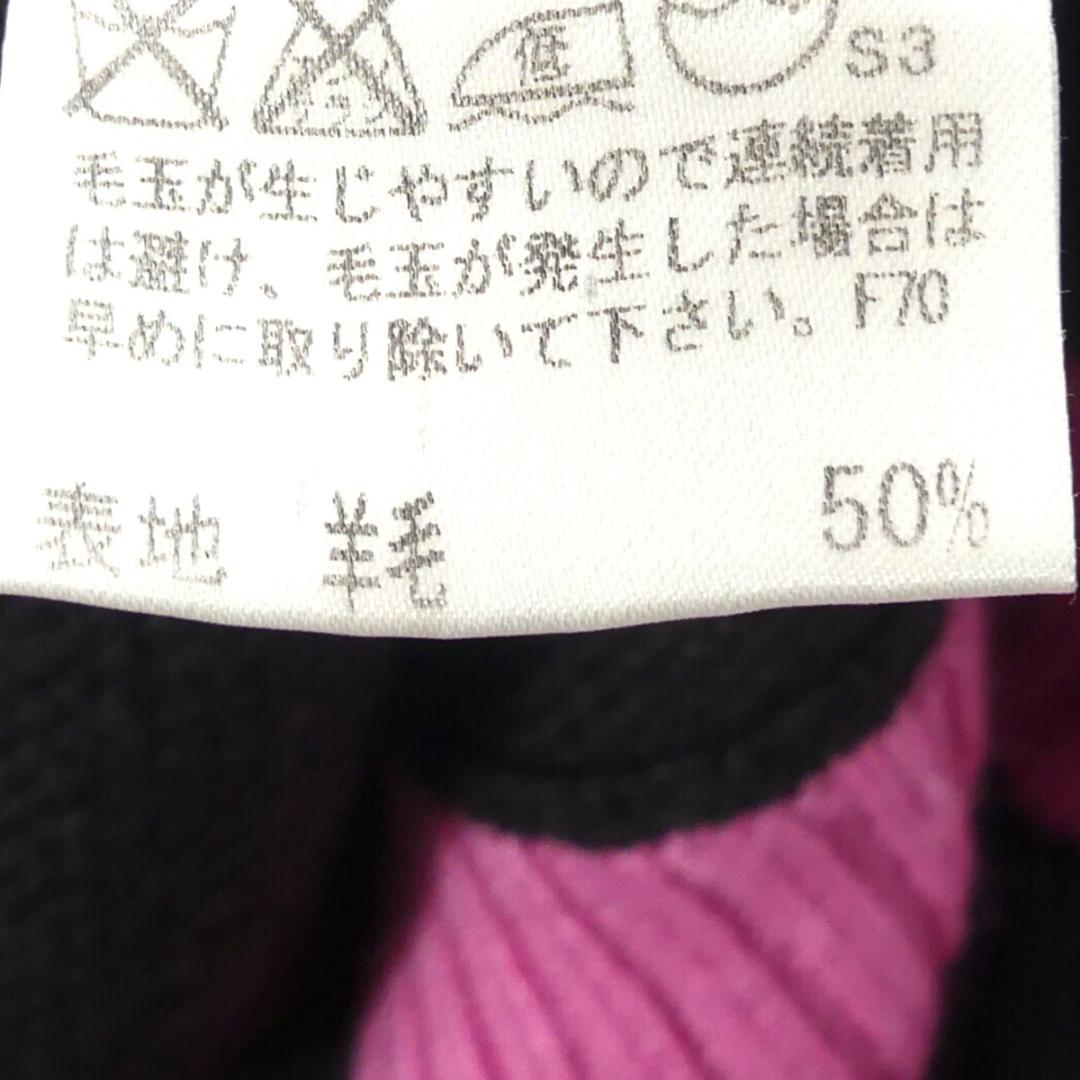 低 S3
毛玉が生じやすいので連続着用
は避け、毛玉が発生した場合は
早めに取り除いて下さい。F70
表地 羊毛 50%